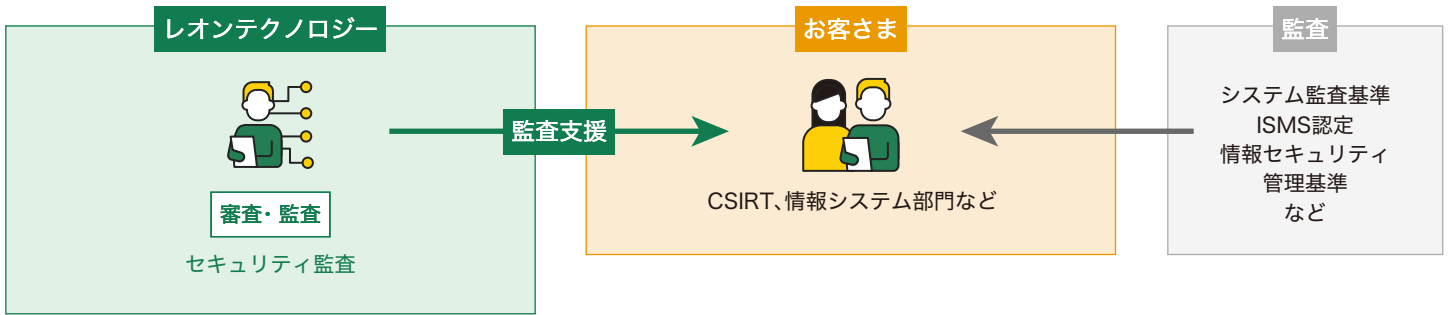 レオンテクノロジー
審査・監査
セキュリティ監査
監査支援
お客さま
CSIRT、情報システム部門など
監査
システム監査基準
ISMS認定
情報セキュリティ
管理基準
など